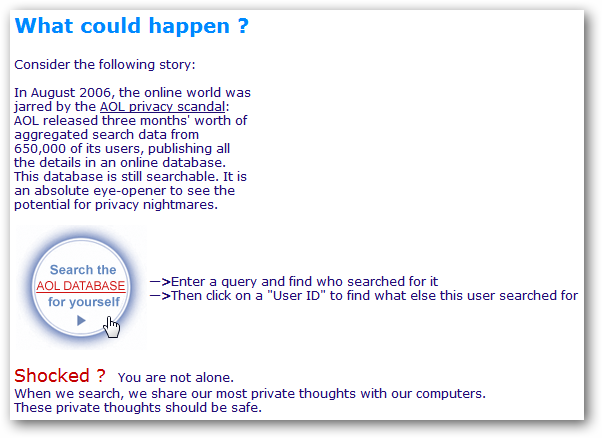 What could happen ?
Consider the following story:
In August 2006, the online world was
jarred by the AOL privacy scandal:
AOL released three months' worth of
aggregated search data from
650,000 of its users, publishing all
the details in an online database.
This database is still searchable. It is
an absolute eye-opener to see the
potential for privacy nightmares.
Search the
AOL DATABASE
for yourself
—>Enter a query and find who searched for it
—>Then click on a "User ID" to find what else this user searched for
Shocked ? You are not alone.
When we search, we share our most private thoughts with our computers.
These private thoughts should be safe.